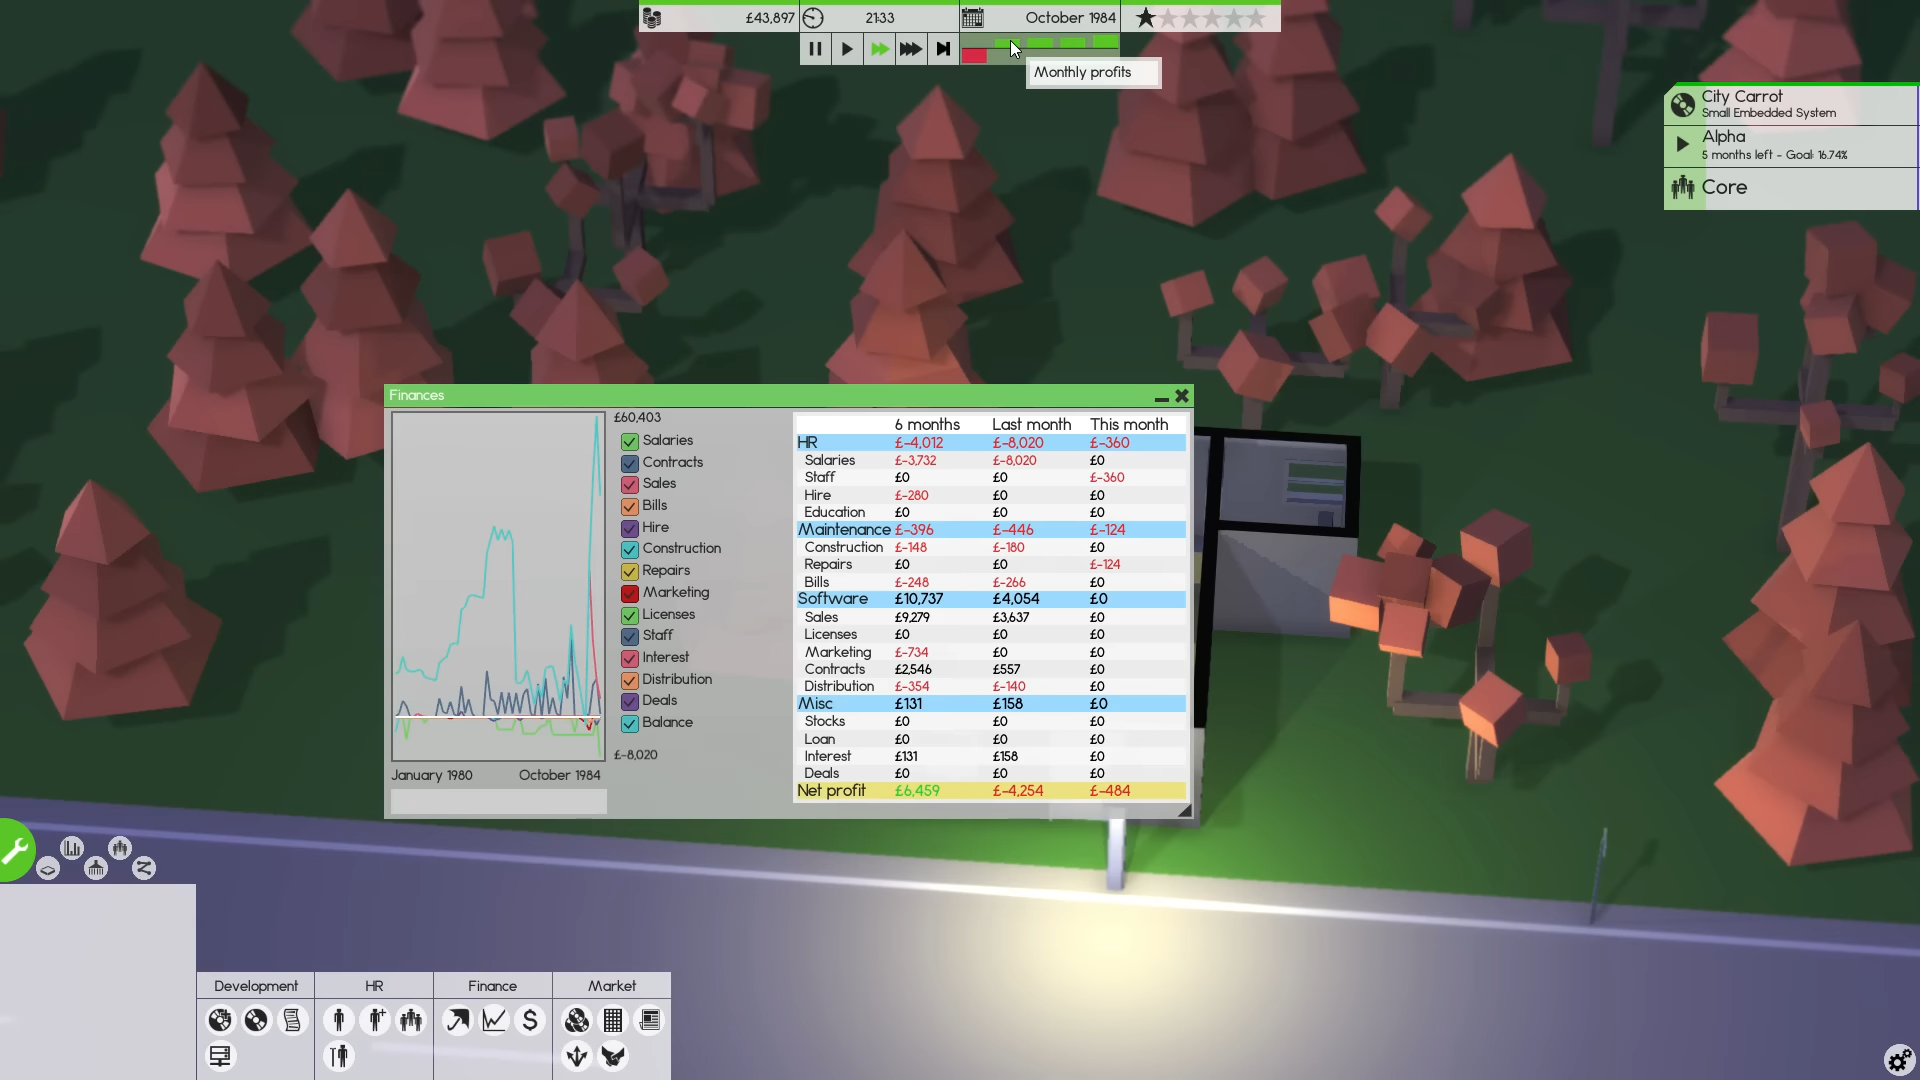 £43,897
21:33
October 1984
Monthly profits
City Carrot
Small Embedded System
Alpha
5 months left - Goal: 16.74%
Core
Finances
£60,403
Salaries
Contracts
Sales
Bills
Hire
Construction
Repairs
Marketing
Licenses
Staff
Interest
Distribution
Deals
Balance
£-8,020
January 1980 October 1984
6 months Last month This month
HR £-4,012 £-8,020 £-360
Salaries £-3,732 £-8,020 £0
Staff £0 £0 £-360
Hire £-280 £0 £0
Education £0 £0 £0
Maintenance £-396 £-446 £-124
Construction £-148 £-180 £0
Repairs £0 £0 £-124
Bills £-248 £-266 £0
Software £10,737 £4,054 £0
Sales £9,279 £3,637 £0
Licenses £0 £0 £0
Marketing £-734 £0 £0
Contracts £2,546 £557 £0
Distribution £-354 £-140 £0
Misc £131 £158 £0
Stocks £0 £0 £0
Loan £0 £0 £0
Interest £131 £158 £0
Deals £0 £0 £0
Net profit £6,459 £-4,254 £-484
Development HR Finance Market